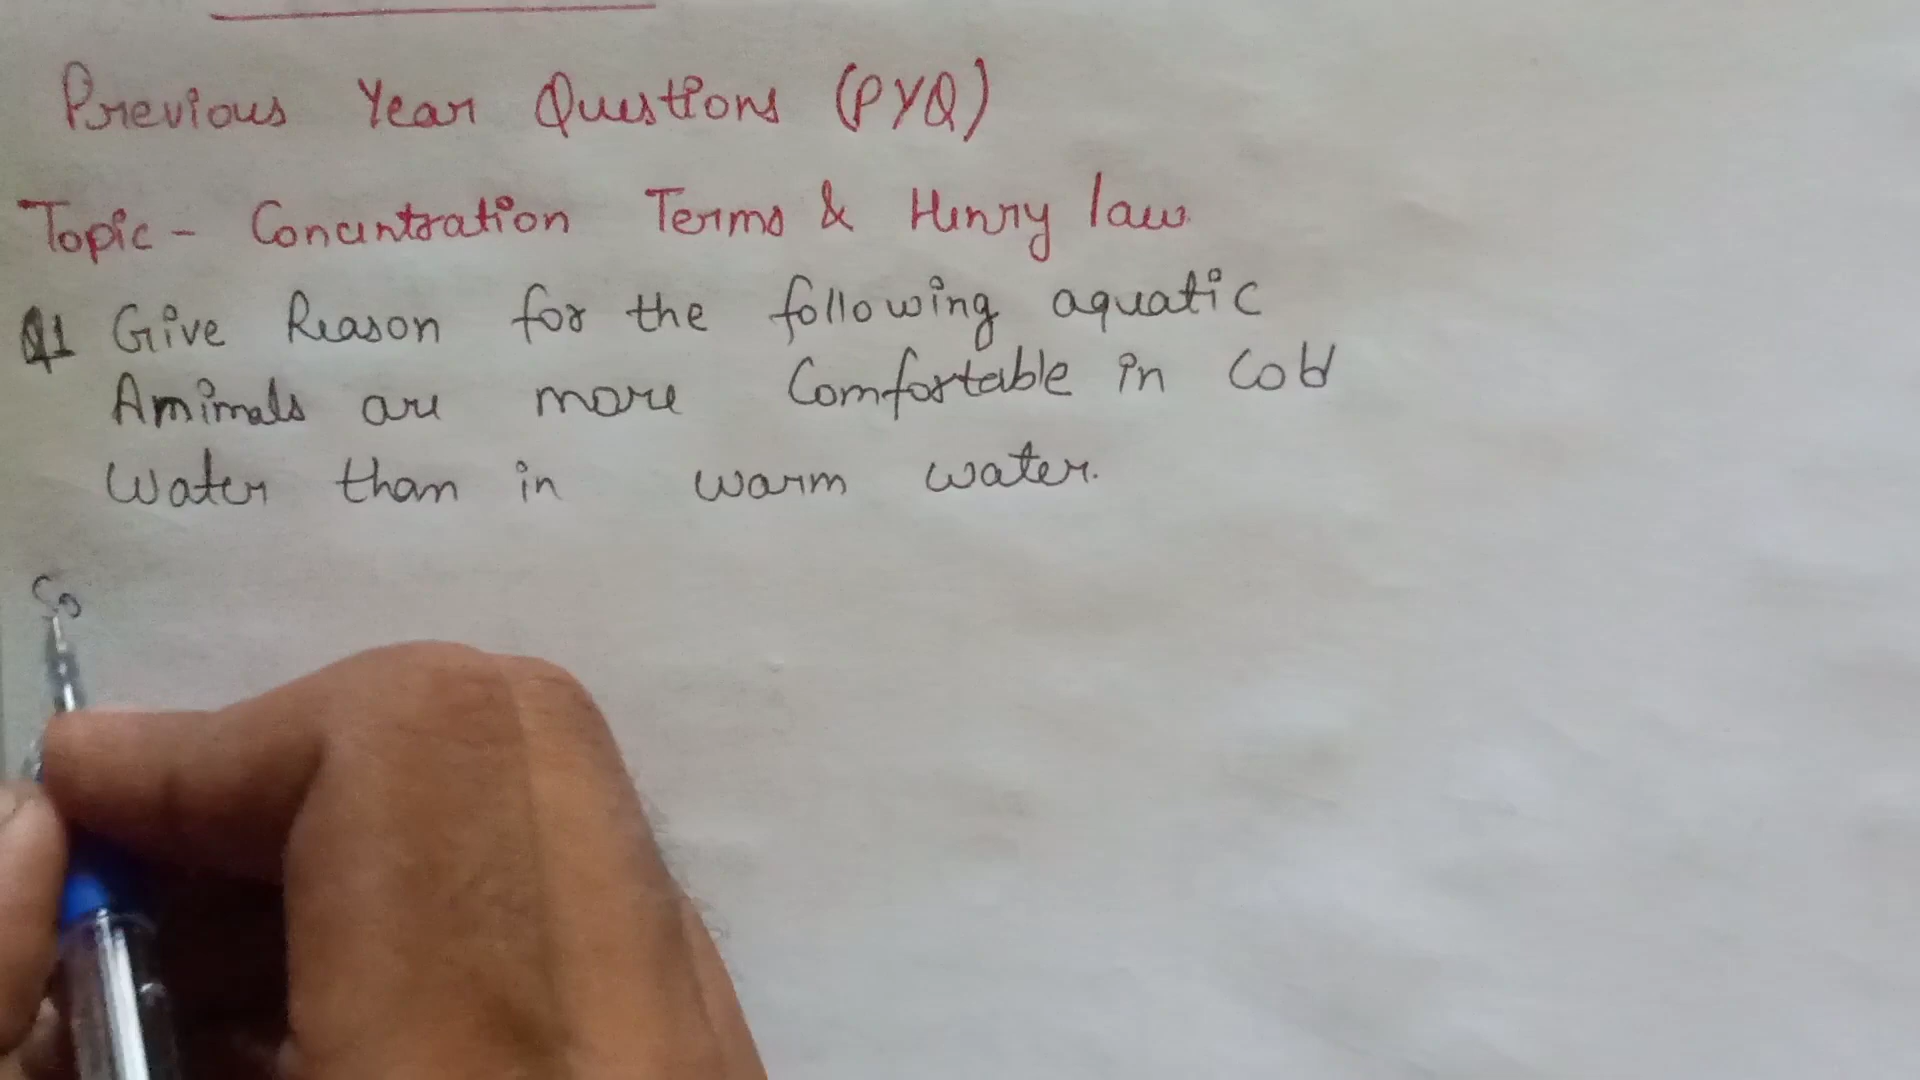 Previous Year Questions (PYQ)
Topic - Concentration Terms & Henry law
Q1 Give Reason for the following aquatic
Animals are more Comfortable in Cold
Water than in warm water.
So